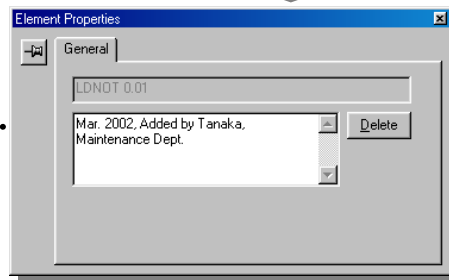 Element Properties
General
LDNOT 0.01
Mar. 2002, Added by Tanaka,
Maintenance Dept.
Delete